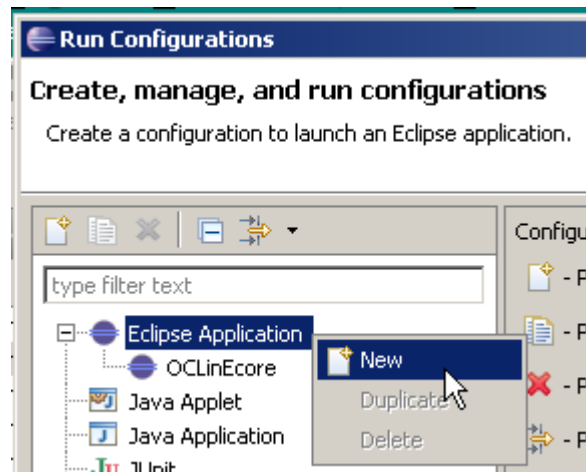 Run Configurations
Create, manage, and run configurations
Create a configuration to launch an Eclipse application.
type filter text
Eclipse Application
OCLinEcore
Java Applet
Java Application
JUnit
New
Duplicate
Delete
Configu
- P
- P
- P
- P